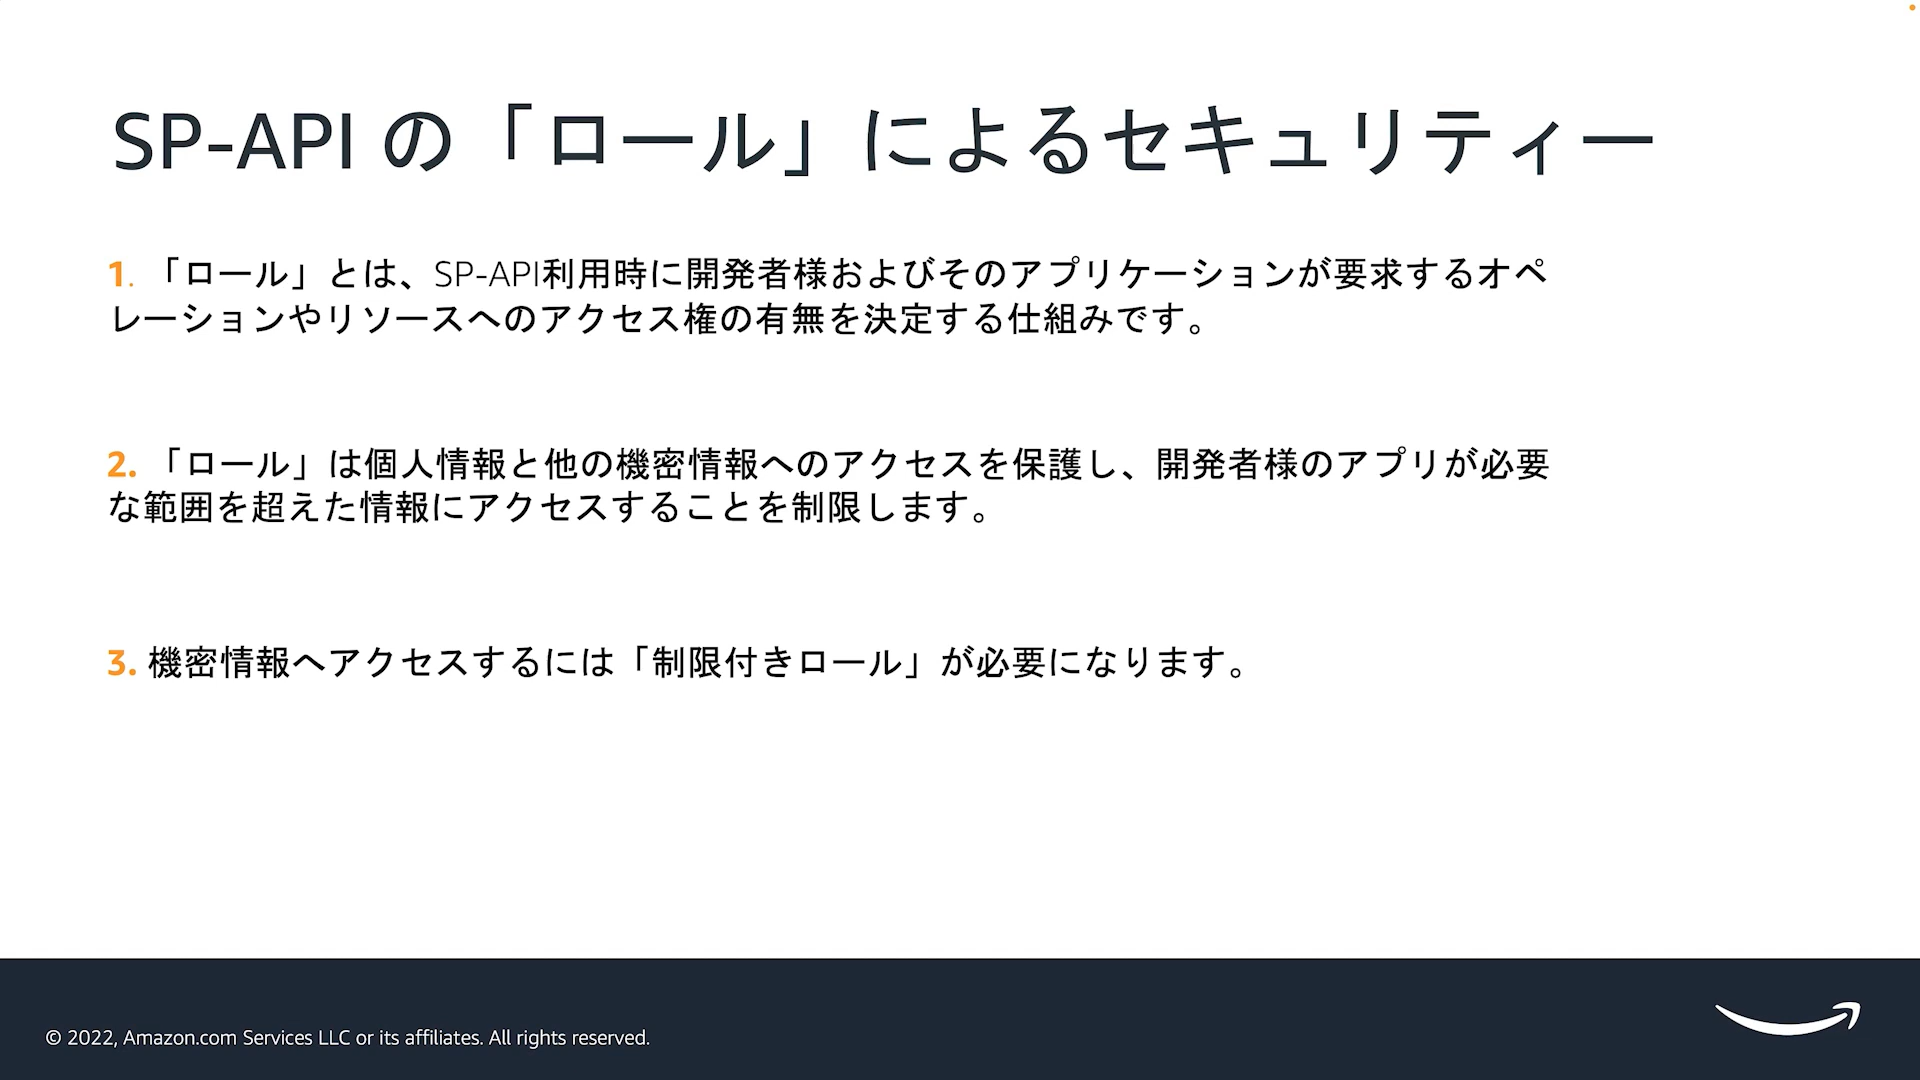 SP-API の「ロール」によるセキュリティー
1. 「ロール」とは、SP-API利用時に開発者様およびそのアプリケーションが要求するオペ
レーションやリソースへのアクセス権の有無を決定する仕組みです。
2. 「ロール」は個人情報と他の機密情報へのアクセスを保護し、開発者様のアプリが必要
な範囲を超えた情報にアクセスすることを制限します。
3. 機密情報へアクセスするには「制限付きロール」が必要になります。
© 2022, Amazon.com Services LLC or its affiliates. All rights reserved.